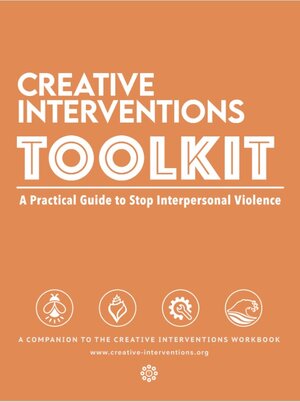 CREATIVE
INTERVENTIONS
TOOLKIT
A Practical Guide to Stop Interpersonal Violence
A COMPANION TO THE CREATIVE INTERVENTIONS WORKBOOK
www.creative-interventions.org